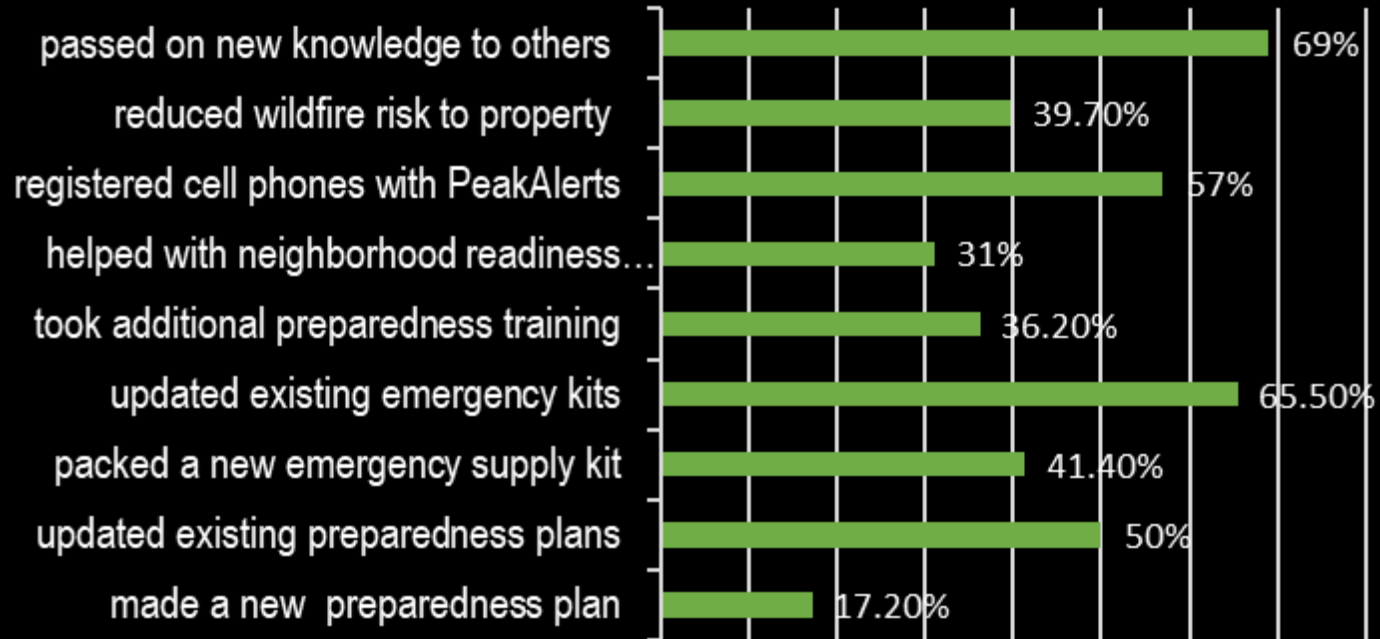 passed on new knowledge to others 69%
reduced wildfire risk to property 39.70%
registered cell phones with PeakAlerts 57%
helped with neighborhood readiness... 31%
took additional preparedness training 36.20%
updated existing emergency kits 65.50%
packed a new emergency supply kit 41.40%
updated existing preparedness plans 50%
made a new  preparedness plan 17.20%